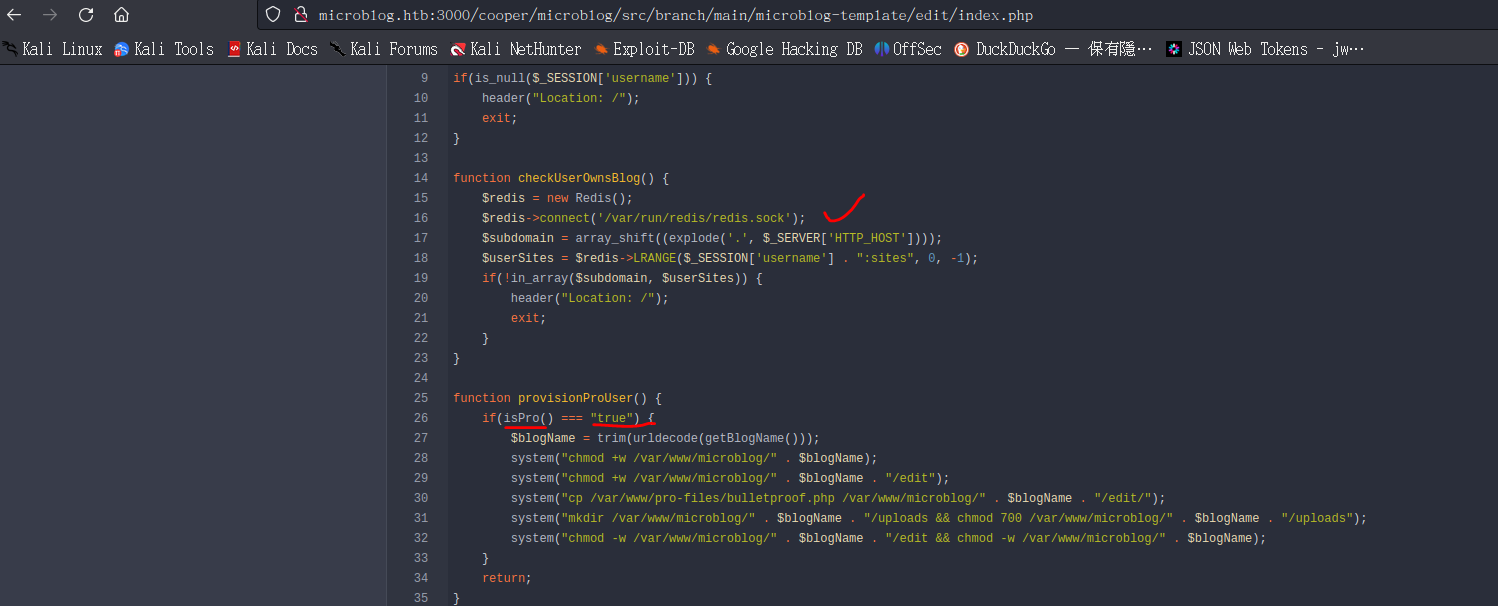 microblog.htb:3000/cooper/microblog/src/branch/main/microblog-template/edit/index.php
Kali Linux Kali Tools Kali Docs Kali Forums Kali NetHunter Exploit-DB Google Hacking DB OffSec DuckDuckGo — 保有隱… JSON Web Tokens - jw…
9 if(is_null($_SESSION['username'])) {
10 header("Location: /");
11 exit;
12 }
13
14 function checkUserOwnsBlog() {
15 $redis = new Redis();
16 $redis->connect('/var/run/redis/redis.sock');
17 $subdomain = array_shift((explode('.', $_SERVER['HTTP_HOST'])));
18 $userSites = $redis->LRANGE($_SESSION['username'] . ":sites", 0, -1);
19 if(!in_array($subdomain, $userSites)) {
20 header("Location: /");
21 exit;
22 }
23 }
24
25 function provisionProUser() {
26 if(isPro() === "true") {
27 $blogName = trim(urldecode(getBlogName()));
28 system("chmod +w /var/www/microblog/" . $blogName);
29 system("chmod +w /var/www/microblog/" . $blogName . "/edit");
30 system("cp /var/www/pro-files/bulletproof.php /var/www/microblog/" . $blogName . "/edit/");
31 system("mkdir /var/www/microblog/" . $blogName . "/uploads && chmod 700 /var/www/microblog/" . $blogName . "/uploads");
32 system("chmod -w /var/www/microblog/" . $blogName . "/edit && chmod -w /var/www/microblog/" . $blogName);
33 }
34 return;
35 }